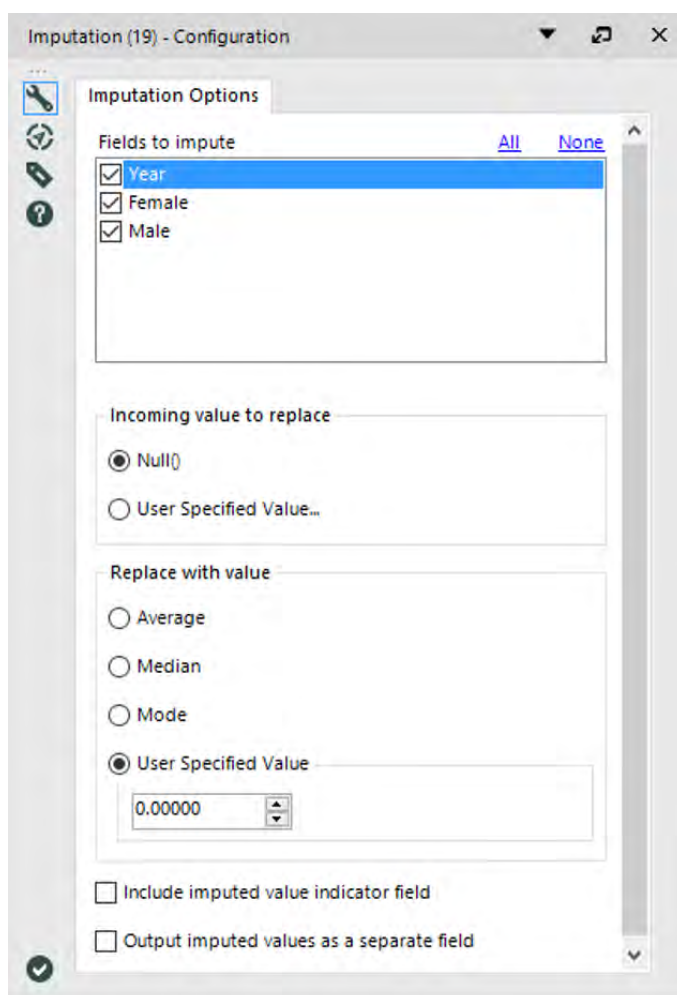 Imputation (19) - Configuration
Imputation Options
Fields to impute All None
Year
Female
Male
Incoming value to replace
Null()
User Specified Value...
Replace with value
Average
Median
Mode
User Specified Value
0.00000
Include imputed value indicator field
Output imputed values as a separate field